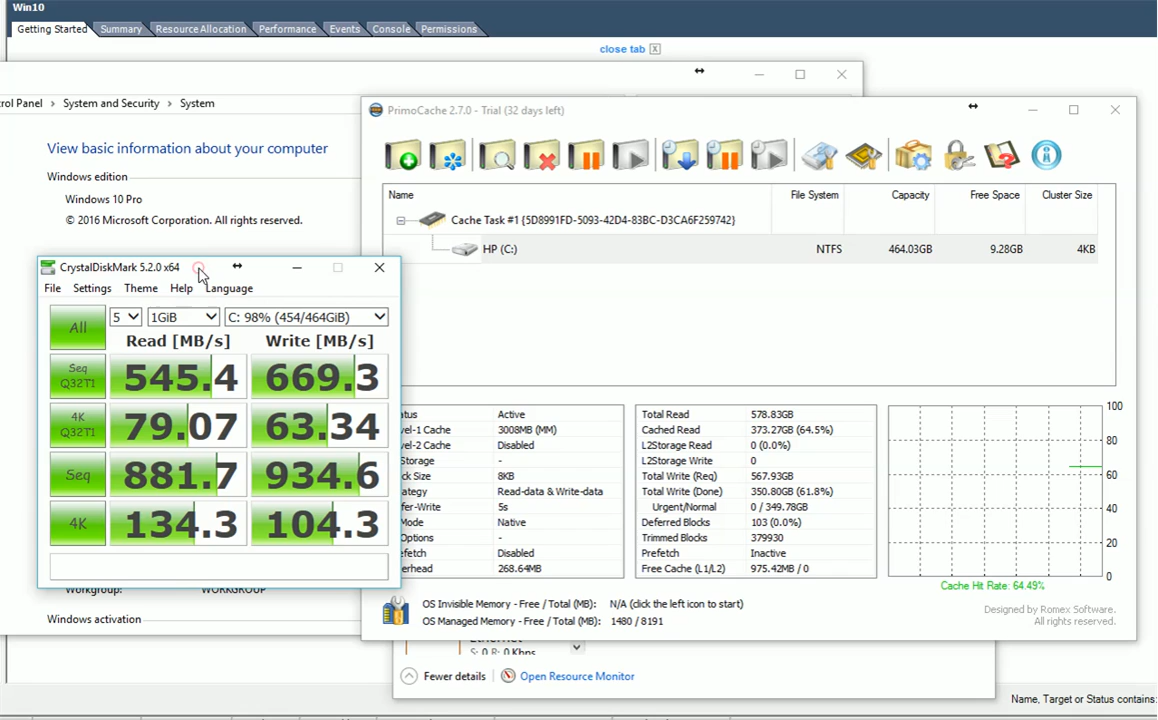 Win10
Getting Started Summary Resource Allocation Performance Events Console Permissions
close tab X
rol Panel > System and Security > System
View basic information about your computer
Windows edition
Windows 10 Pro
© 2016 Microsoft Corporation. All rights reserved.
PrimoCache 2.7.0 - Trial (32 days left)
Name File System Capacity Free Space Cluster Size
Cache Task #1 {5D8991FD-5093-42D4-83BC-D3CA6F259742}
HP (C:) NTFS 464.03GB 9.28GB 4KB
CrystalDiskMark 5.2.0 x64
File Settings Theme Help Language
All 5 1GiB C: 98% (454/464GiB)
Read [MB/s] Write [MB/s]
Seq Q32T1 545.4 669.3
4K Q32T1 79.07 63.34
Seq 881.7 934.6
4K 134.3 104.3
Workgroup: WORKGROUP
Windows activation
atus Active
vel-1 Cache 3008MB (MM)
vel-2 Cache Disabled
Storage -
ck Size 8KB
ategy Read-data & Write-data
fer-Write 5s
Mode Native
Options -
efetch Disabled
erhead 268.64MB
Total Read 578.83GB
Cached Read 373.27GB (64.5%)
L2Storage Read 0 (0.0%)
L2Storage Write 0
Total Write (Req) 567.93GB
Total Write (Done) 350.80GB (61.8%)
Urgent/Normal 0 / 349.78GB
Deferred Blocks 103 (0.0%)
Trimmed Blocks 379930
Prefetch Inactive
Free Cache (L1/L2) 975.42MB / 0
100
80
60
40
20
0
Cache Hit Rate: 64.49%
OS Invisible Memory - Free / Total (MB): N/A (click the left icon to start)
OS Managed Memory - Free / Total (MB): 1480 / 8191
Designed by Romex Software.
All rights reserved.
Ethernet
S: 0 R: 0 Kbps
Fewer details Open Resource Monitor
Name, Target or Status contains: